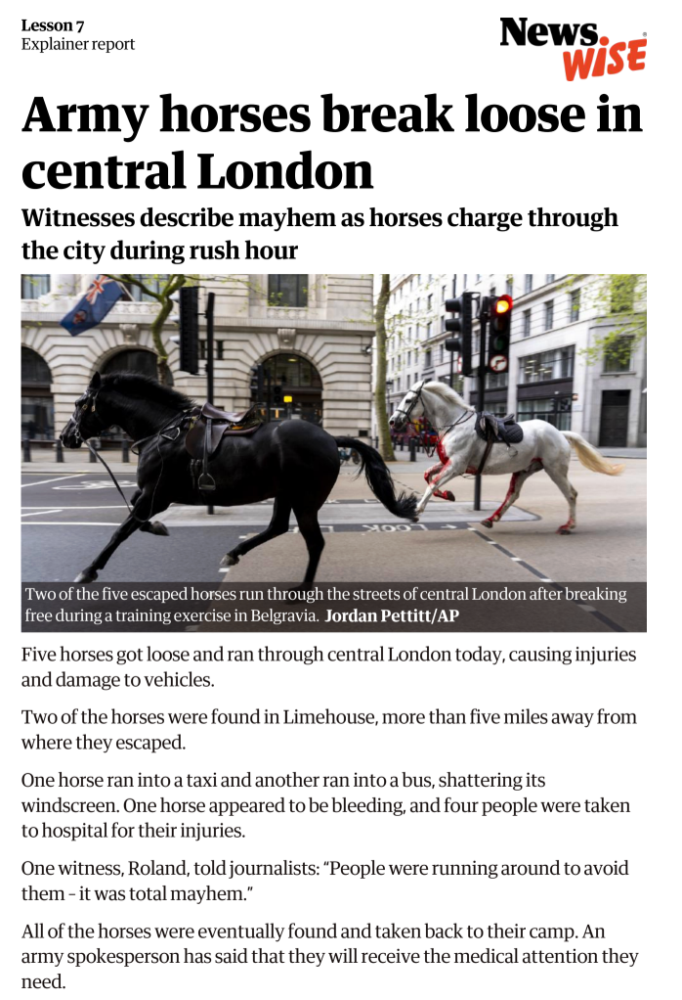 Lesson 7
Explainer report
News
WISE®
Army horses break loose in
central London
Witnesses describe mayhem as horses charge through
the city during rush hour
LOOK
Two of the five escaped horses run through the streets of central London after breaking
free during a training exercise in Belgravia. Jordan Pettitt/AP
Five horses got loose and ran through central London today, causing injuries
and damage to vehicles.
Two of the horses were found in Limehouse, more than five miles away from
where they escaped.
One horse ran into a taxi and another ran into a bus, shattering its
windscreen. One horse appeared to be bleeding, and four people were taken
to hospital for their injuries.
One witness, Roland, told journalists: “People were running around to avoid
them – it was total mayhem.”
All of the horses were eventually found and taken back to their camp. An
army spokesperson has said that they will receive the medical attention they
need.